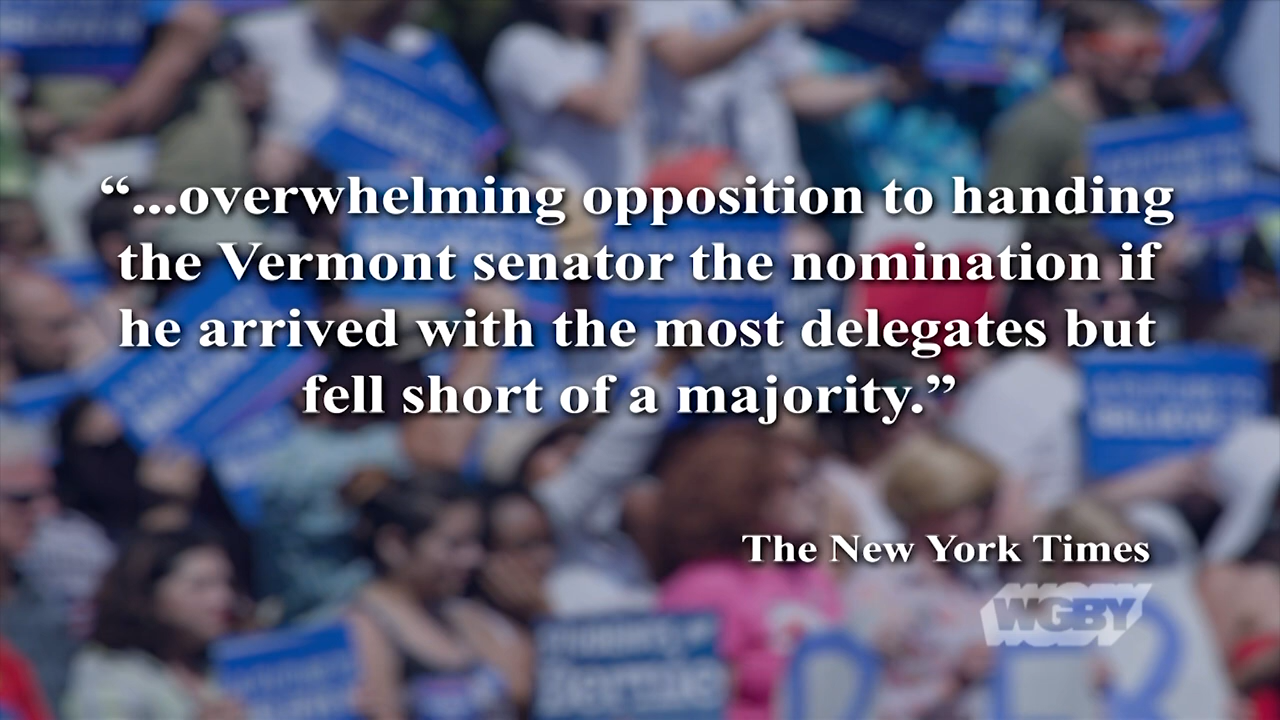 “...overwhelming opposition to handing
the Vermont senator the nomination if
he arrived with the most delegates but
fell short of a majority.”
The New York Times
WGBY